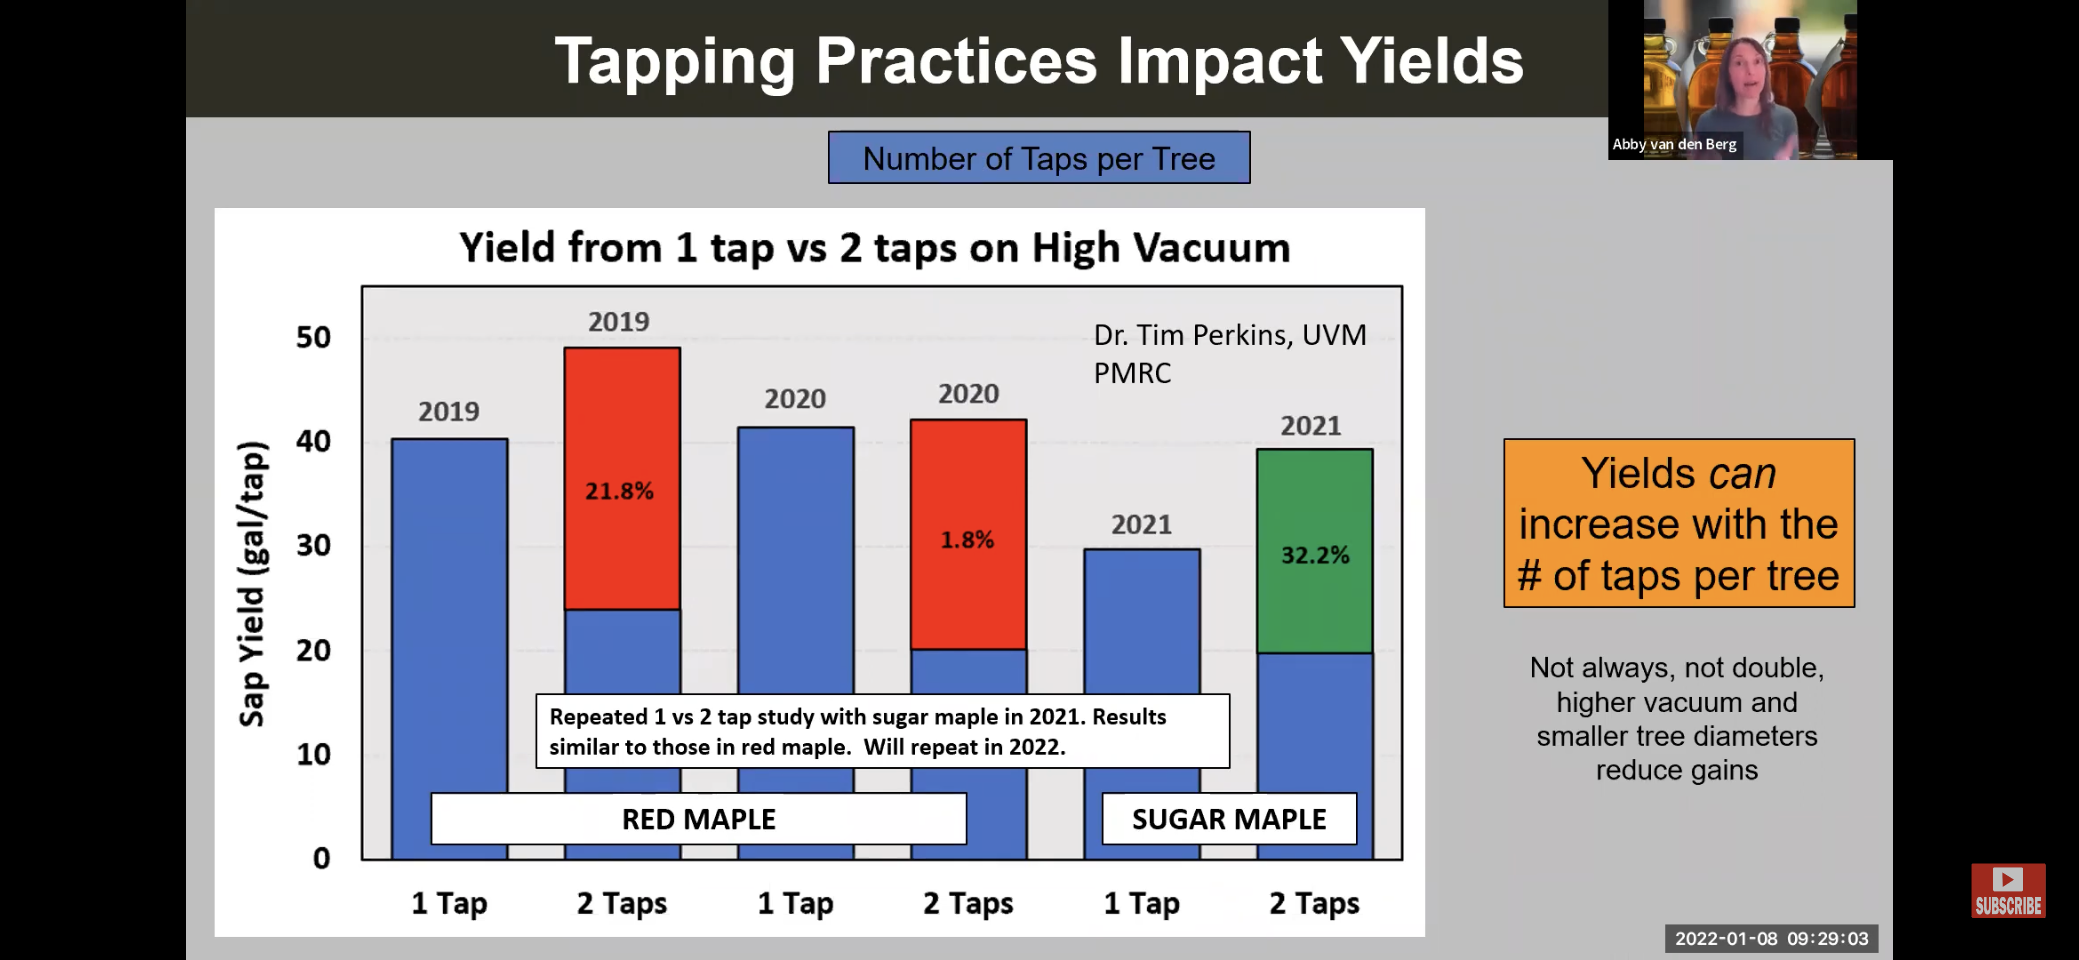 Tapping Practices Impact Yields
Abby van den Berg
Number of Taps per Tree
Yield from 1 tap vs 2 taps on High Vacuum
Dr. Tim Perkins, UVM
PMRC
Sap Yield (gal/tap)
50
40
30
20
10
0
2019
2019
2020
2020
2021
2021
21.8%
1.8%
32.2%
Repeated 1 vs 2 tap study with sugar maple in 2021. Results
similar to those in red maple.  Will repeat in 2022.
RED MAPLE
SUGAR MAPLE
1 Tap
2 Taps
1 Tap
2 Taps
1 Tap
2 Taps
Yields can
increase with the
# of taps per tree
Not always, not double,
higher vacuum and
smaller tree diameters
reduce gains
SUBSCRIBE
2022-01-08 09:29:03